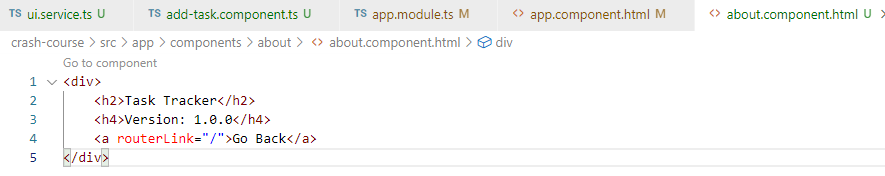 TS ui.service.ts U TS add-task.component.ts U TS app.module.ts M <> app.component.html M <> about.component.html U
crash-course > src > app > components > about > <> about.component.html > div
Go to component
1 <div>
2 <h2>Task Tracker</h2>
3 <h4>Version: 1.0.0</h4>
4 <a routerLink="/">Go Back</a>
5 </div>